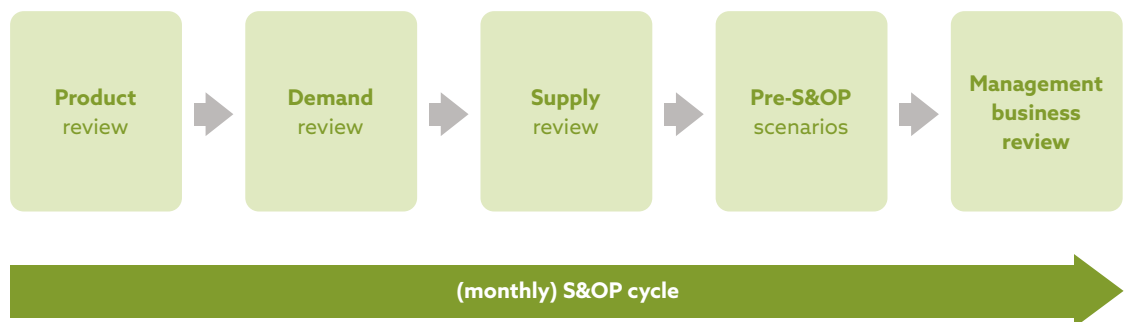 Product
review
Demand
review
Supply
review
Pre-S&OP
scenarios
Management
business
review
(monthly) S&OP cycle